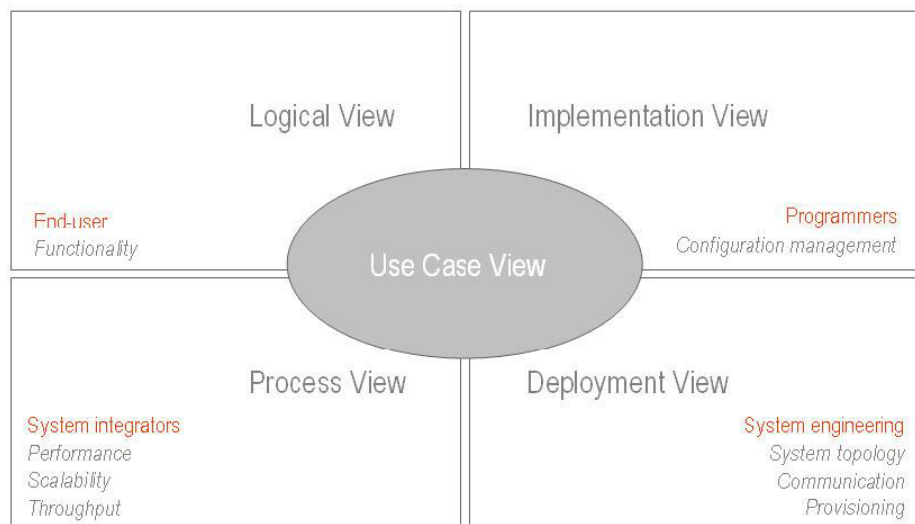 Logical View
End-user
Functionality
Implementation View
Programmers
Configuration management
Use Case View
Process View
System integrators
Performance
Scalability
Throughput
Deployment View
System engineering
System topology
Communication
Provisioning